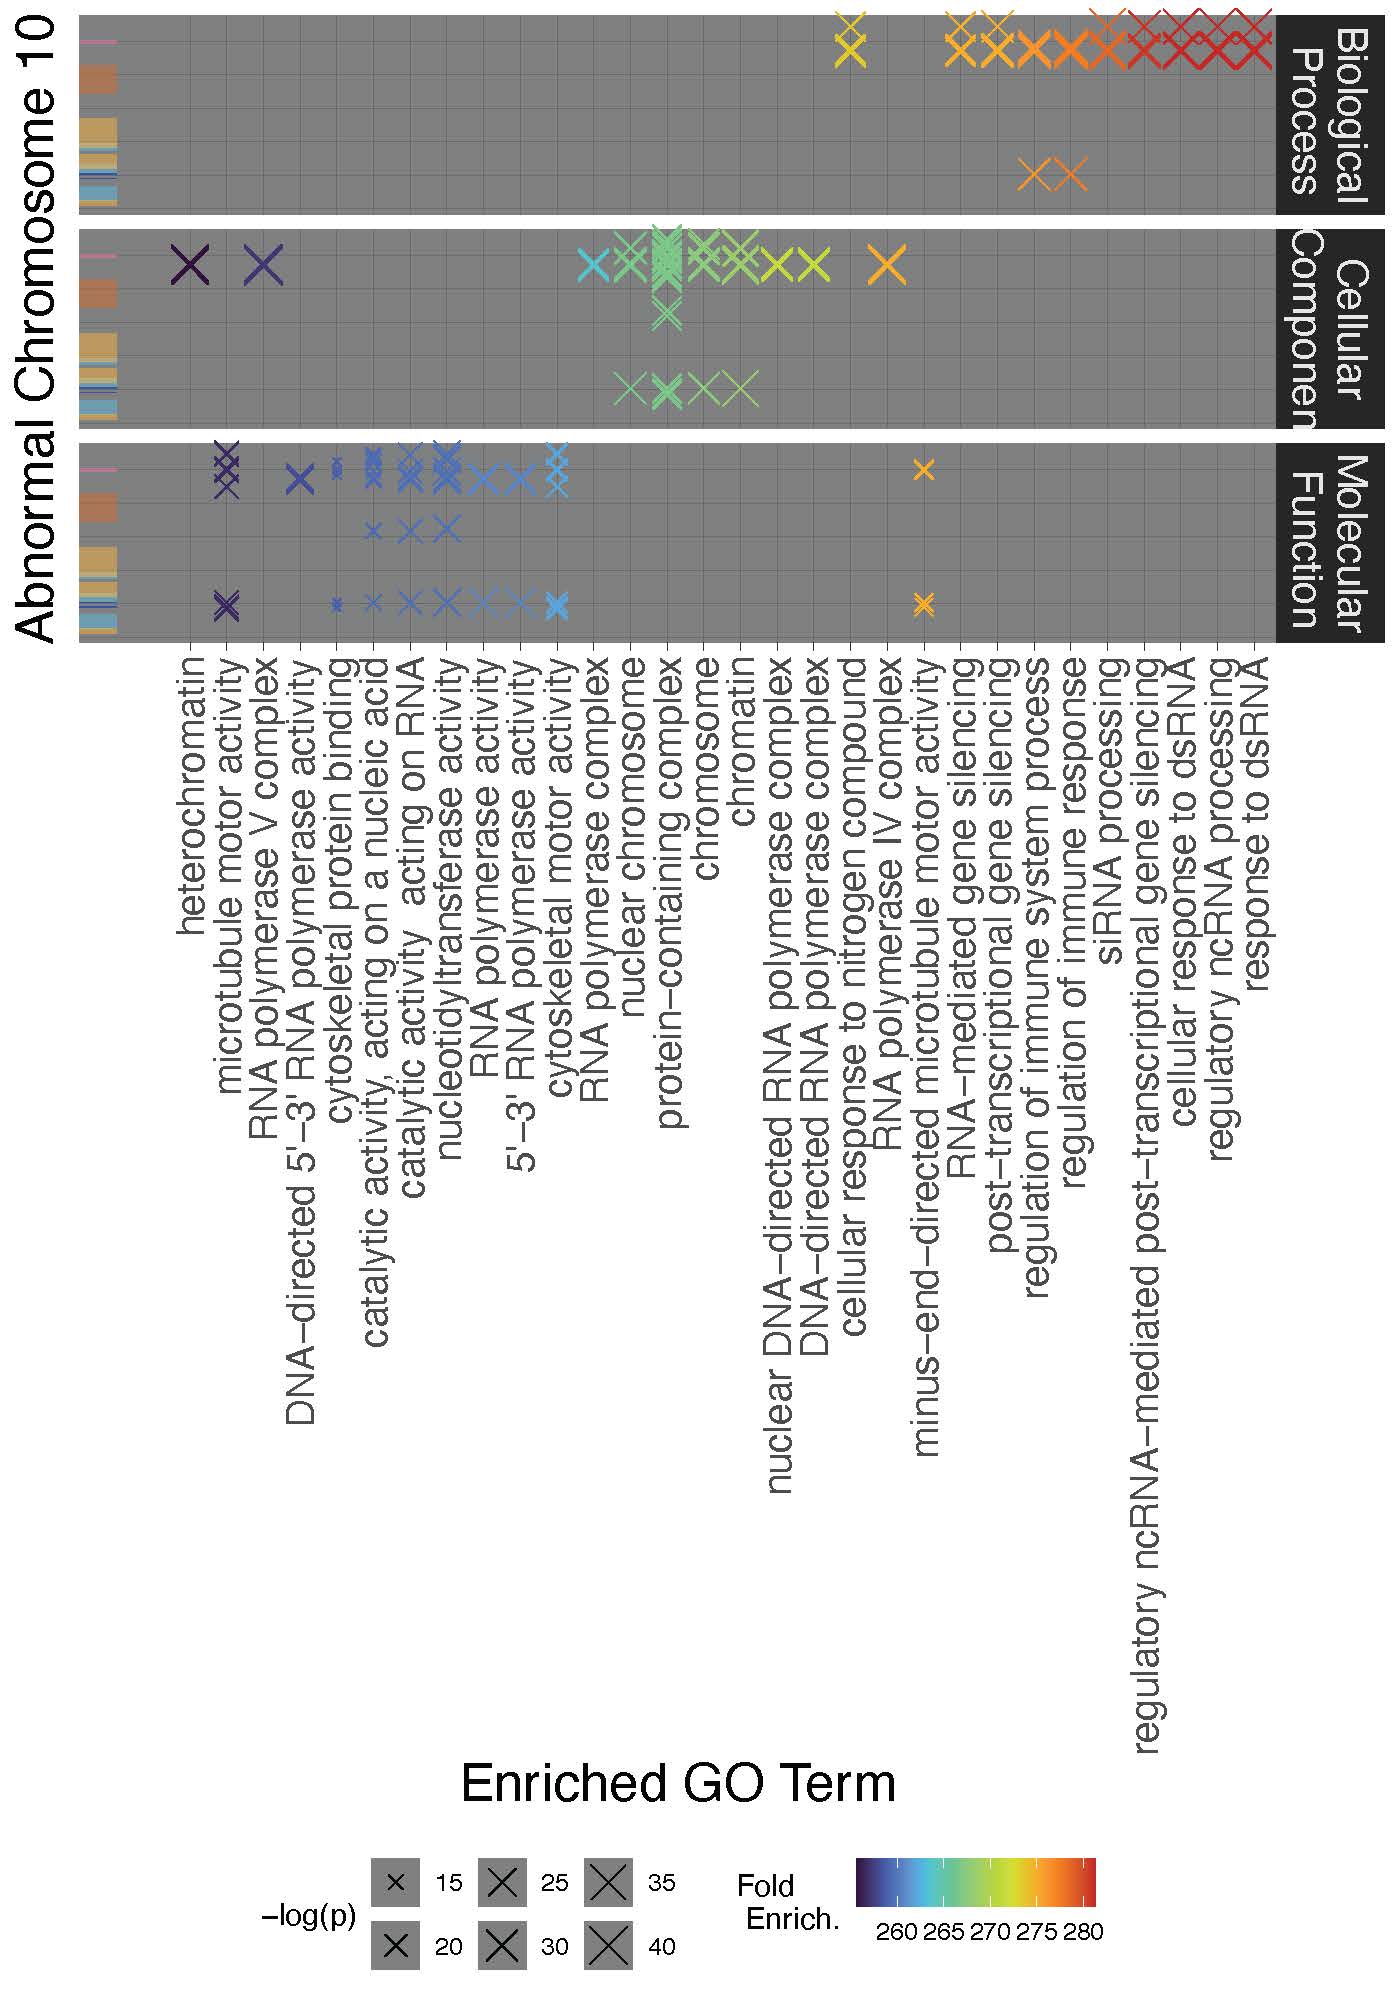 Abnormal Chromosome 10
Biological
Process
Cellular
Componen
Molecular
Function
heterochromatin
microtubule motor activity
RNA polymerase V complex
DNA−directed 5'−3' RNA polymerase activity
cytoskeletal protein binding
catalytic activity, acting on a nucleic acid
catalytic activity  acting on RNA
nucleotidyltransferase activity
RNA polymerase activity
5'−3' RNA polymerase activity
cytoskeletal motor activity
RNA polymerase complex
nuclear chromosome
protein−containing complex
chromosome
chromatin
nuclear DNA−directed RNA polymerase complex
DNA−directed RNA polymerase complex
cellular response to nitrogen compound
RNA polymerase IV complex
minus−end−directed microtubule motor activity
RNA−mediated gene silencing
post−transcriptional gene silencing
regulation of immune system process
regulation of immune response
siRNA processing
regulatory ncRNA−mediated post−transcriptional gene silencing
cellular response to dsRNA
regulatory ncRNA processing
response to dsRNA
Enriched GO Term
−log(p)
15 25 35
20 30 40
Fold
Enrich.
260 265 270 275 280